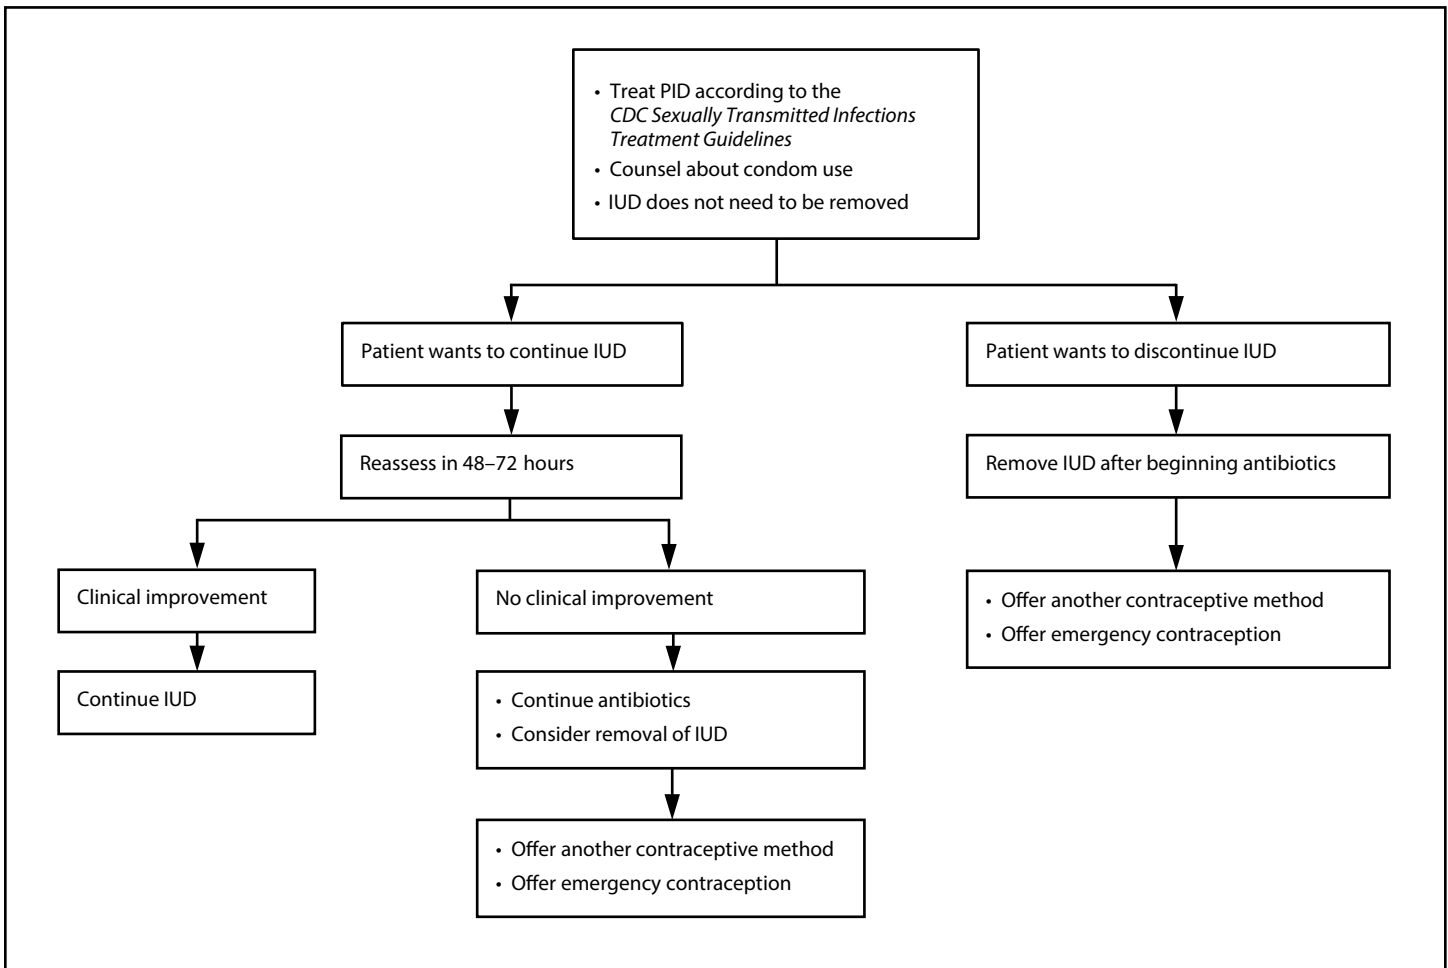 • Treat PID according to the
CDC Sexually Transmitted Infections
Treatment Guidelines
• Counsel about condom use
• IUD does not need to be removed
Patient wants to continue IUD
Patient wants to discontinue IUD
Reassess in 48–72 hours
Remove IUD after beginning antibiotics
Clinical improvement
No clinical improvement
• Offer another contraceptive method
• Offer emergency contraception
Continue IUD
• Continue antibiotics
• Consider removal of IUD
• Offer another contraceptive method
• Offer emergency contraception